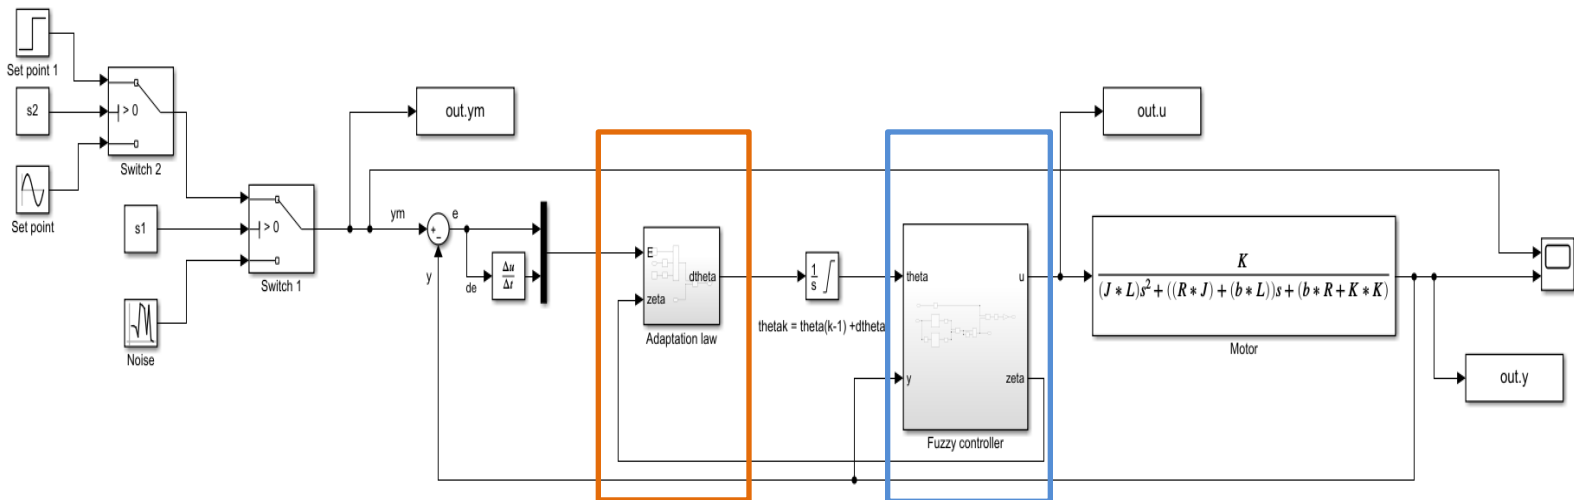 Set point 1
s2
> 0
Switch 2
Set point
s1
> 0
Switch 1
Noise
out.ym
ym
e
+
-
y
de
Δu
Δt
E
zeta
dtheta
Adaptation law
1
s
thetak = theta(k-1) +dtheta
theta
y
u
zeta
Fuzzy controller
out.u
K
(J * L)s² + ((R * J) + (b * L))s + (b * R + K * K)
Motor
out.y